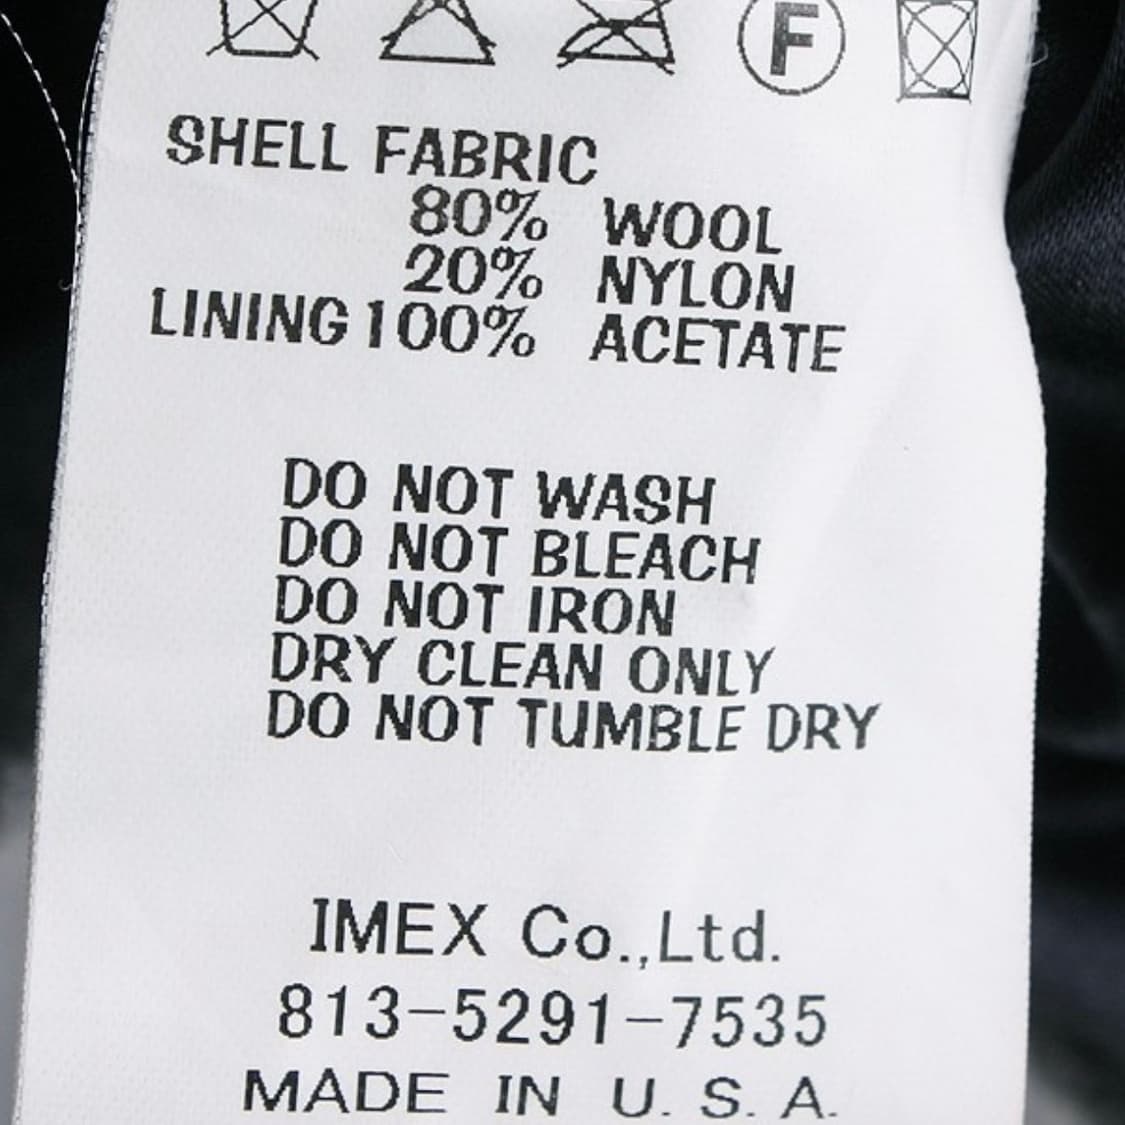 F
SHELL FABRIC
80% WOOL
20% NYLON
LINING 100% ACETATE
DO NOT WASH
DO NOT BLEACH
DO NOT IRON
DRY CLEAN ONLY
DO NOT TUMBLE DRY
IMEX Co.,Ltd.
813-5291-7535
MADE IN U.S.A.